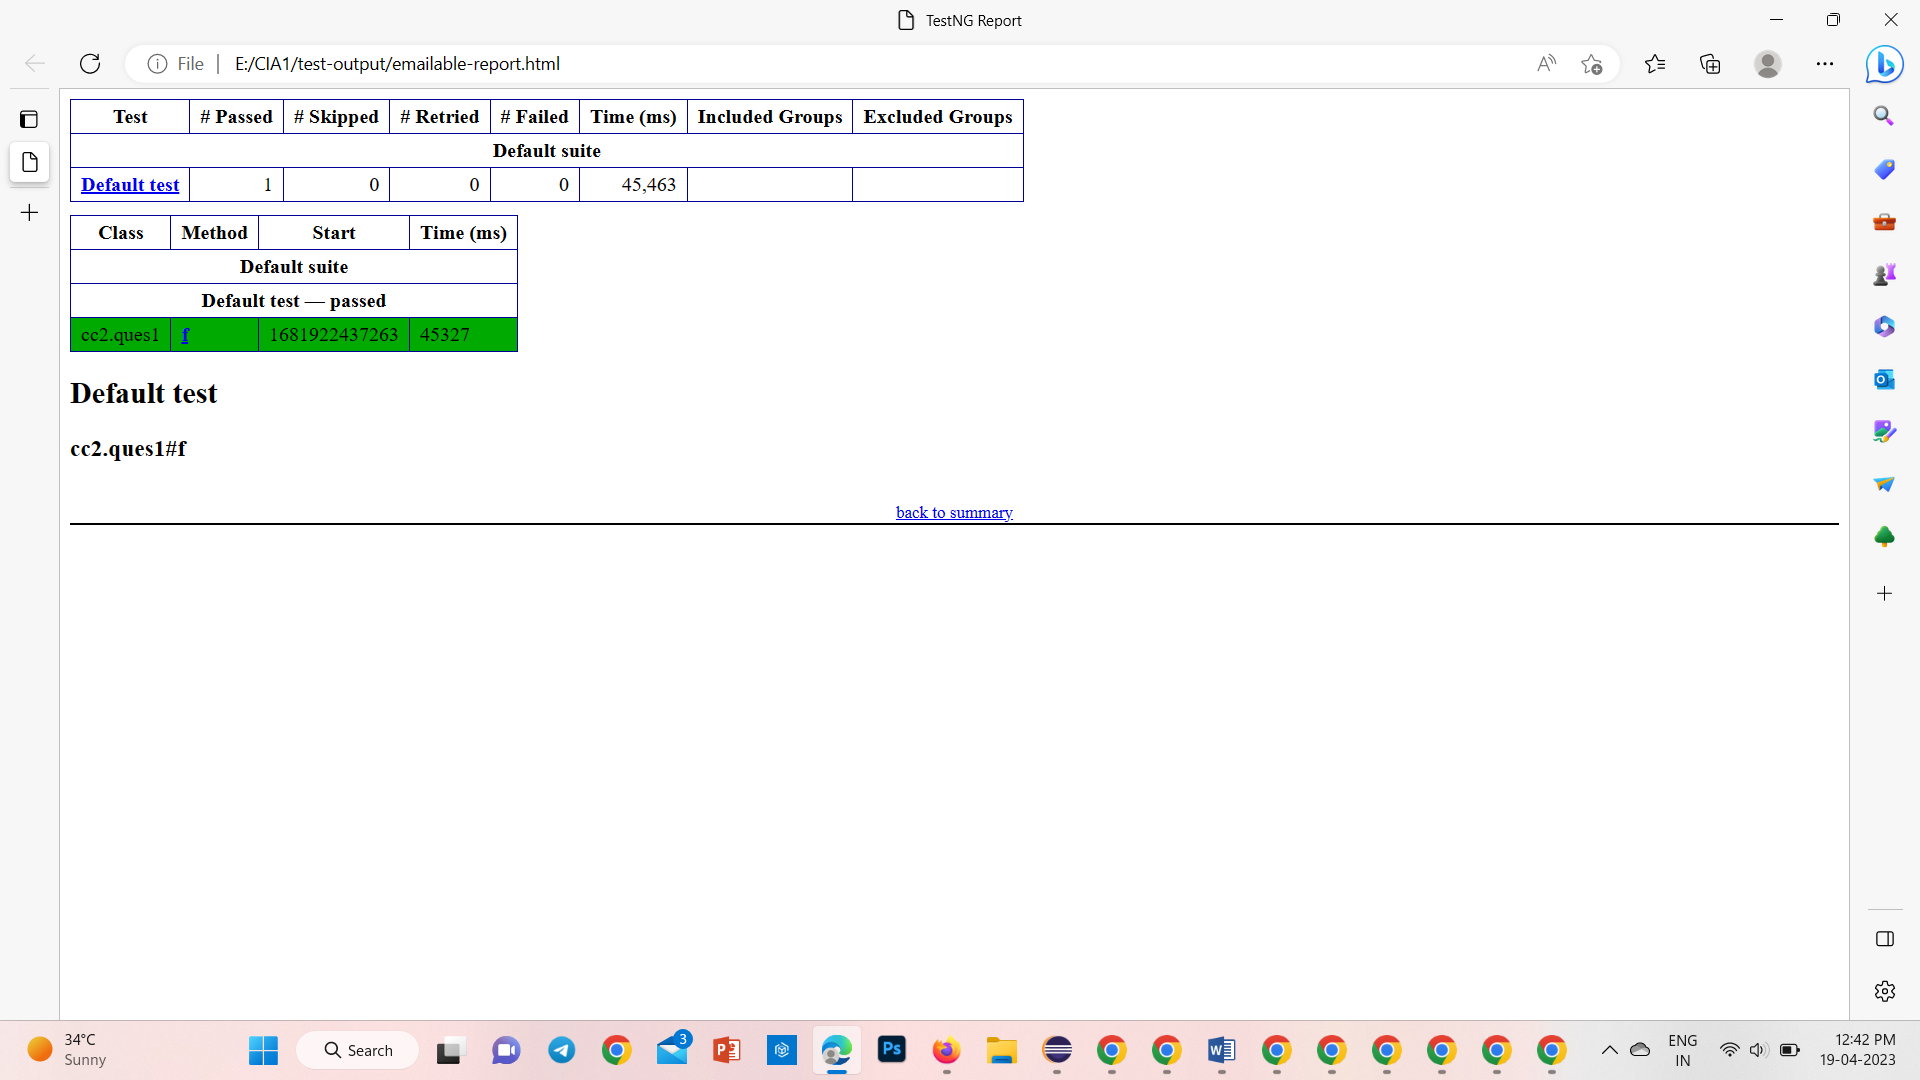 TestNG Report
File | E:/CIA1/test-output/emailable-report.html
Test # Passed # Skipped # Retried # Failed Time (ms) Included Groups Excluded Groups
Default suite
Default test 1 0 0 0 45,463
Class Method Start Time (ms)
Default suite
Default test — passed
cc2.ques1 f 1681922437263 45327
Default test
cc2.ques1#f
back to summary
34°C
Sunny
Search
3
Ps
ENG
IN
12:42 PM
19-04-2023